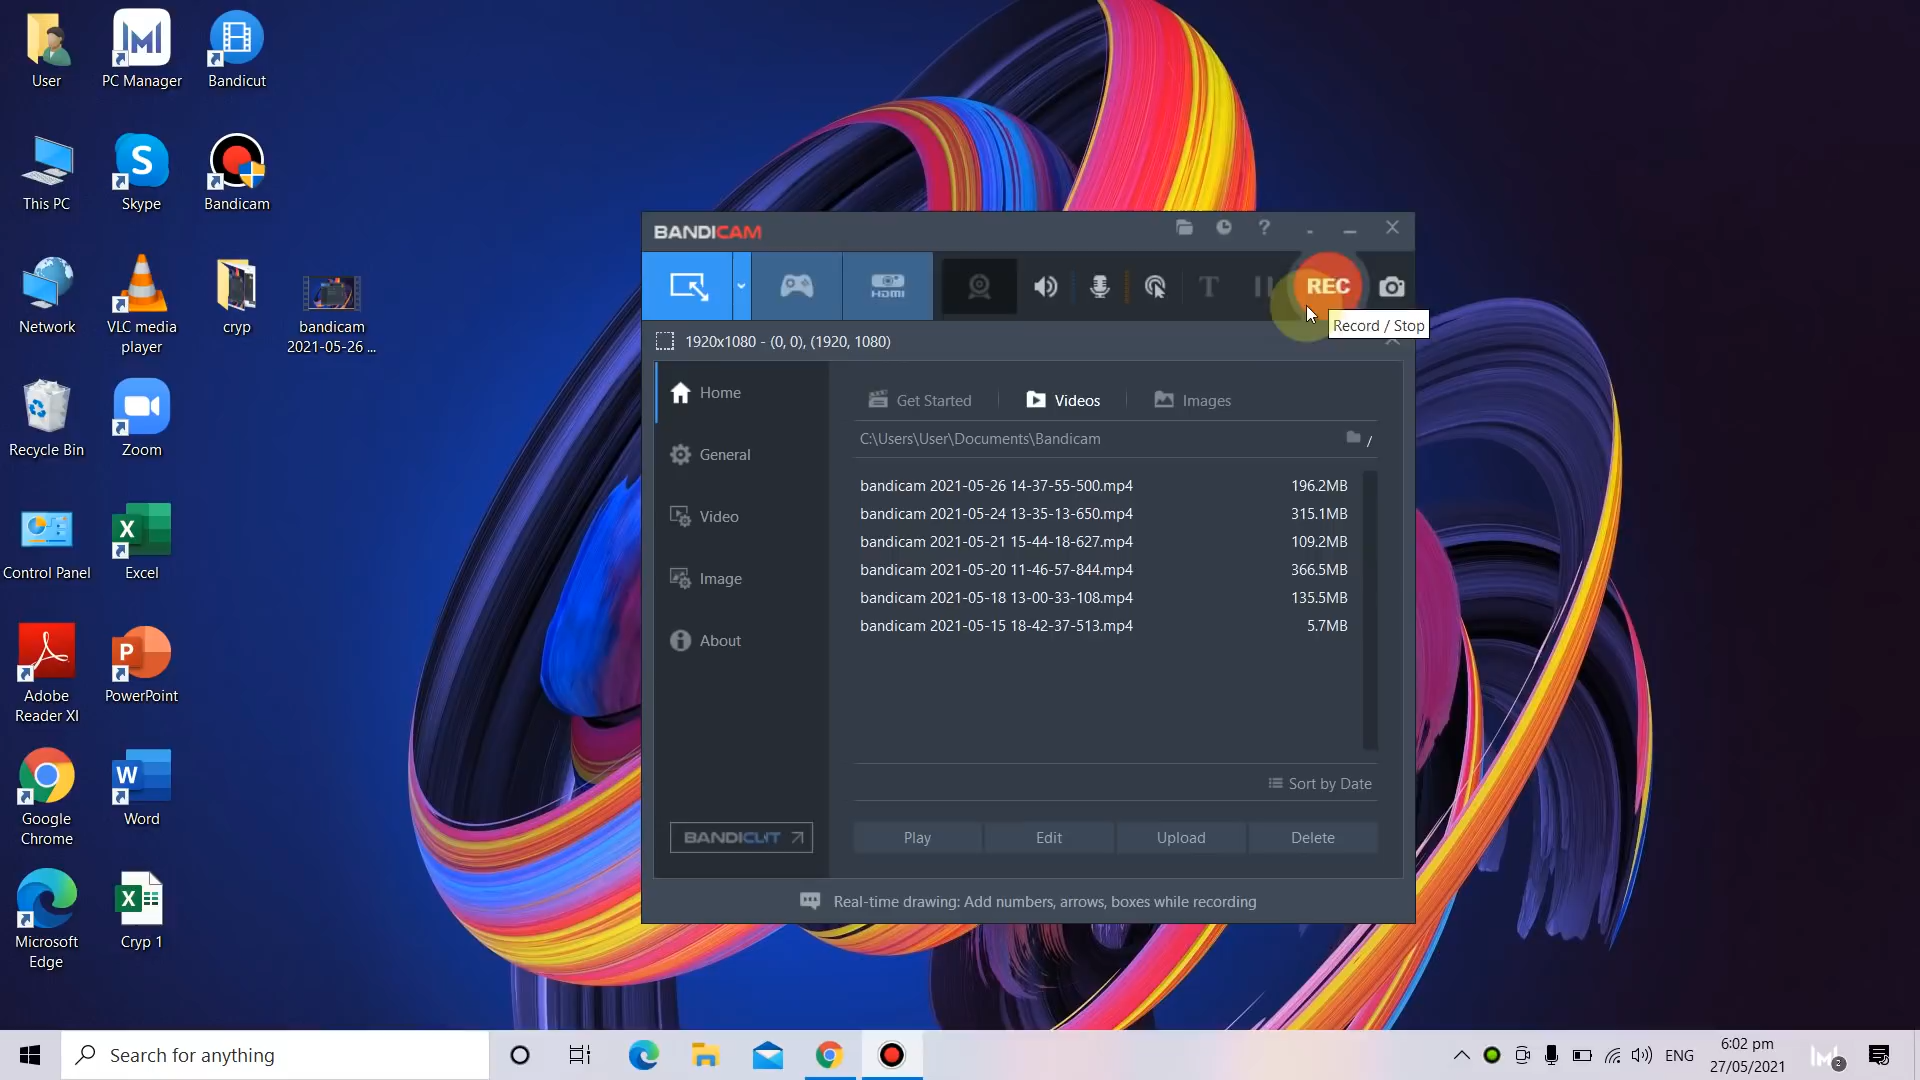 User
PC Manager
Bandicut
This PC
Skype
Bandicam
Network
VLC media
player
cryp
bandicam
2021-05-26 ...
Recycle Bin
Zoom
Control Panel
Excel
Adobe
Reader XI
PowerPoint
Google
Chrome
Word
Microsoft
Edge
Cryp 1
BANDICAM
?
HDMI
T
REC
Record / Stop
1920x1080 - (0, 0), (1920, 1080)
Home
General
Video
Image
About
BANDICUT
Get Started
Videos
Images
C:\Users\User\Documents\Bandicam
bandicam 2021-05-26 14-37-55-500.mp4 196.2MB
bandicam 2021-05-24 13-35-13-650.mp4 315.1MB
bandicam 2021-05-21 15-44-18-627.mp4 109.2MB
bandicam 2021-05-20 11-46-57-844.mp4 366.5MB
bandicam 2021-05-18 13-00-33-108.mp4 135.5MB
bandicam 2021-05-15 18-42-37-513.mp4 5.7MB
Sort by Date
Play Edit Upload Delete
Real-time drawing: Add numbers, arrows, boxes while recording
Search for anything
ENG
6:02 pm
27/05/2021
2